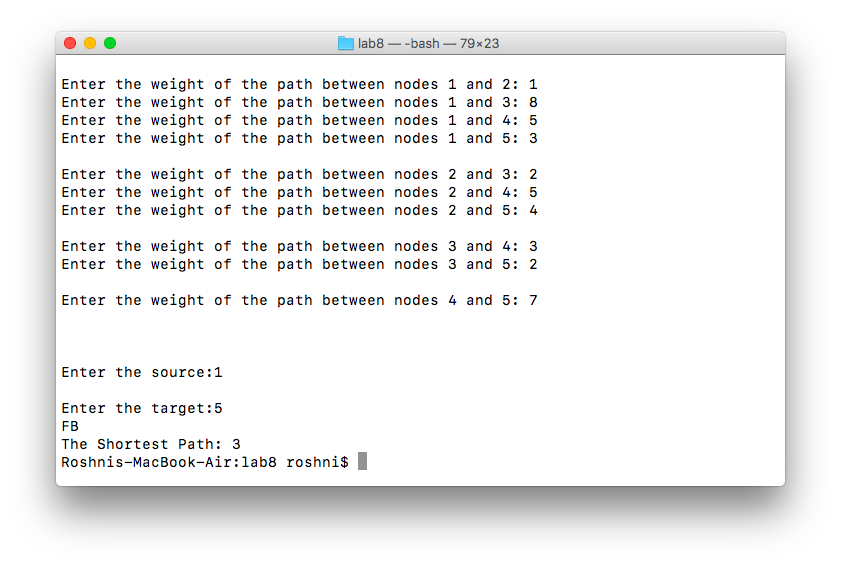 lab8 — -bash — 79×23
Enter the weight of the path between nodes 1 and 2: 1
Enter the weight of the path between nodes 1 and 3: 8
Enter the weight of the path between nodes 1 and 4: 5
Enter the weight of the path between nodes 1 and 5: 3
Enter the weight of the path between nodes 2 and 3: 2
Enter the weight of the path between nodes 2 and 4: 5
Enter the weight of the path between nodes 2 and 5: 4
Enter the weight of the path between nodes 3 and 4: 3
Enter the weight of the path between nodes 3 and 5: 2
Enter the weight of the path between nodes 4 and 5: 7
Enter the source:1
Enter the target:5
FB
The Shortest Path: 3
Roshnis-MacBook-Air:lab8 roshni$